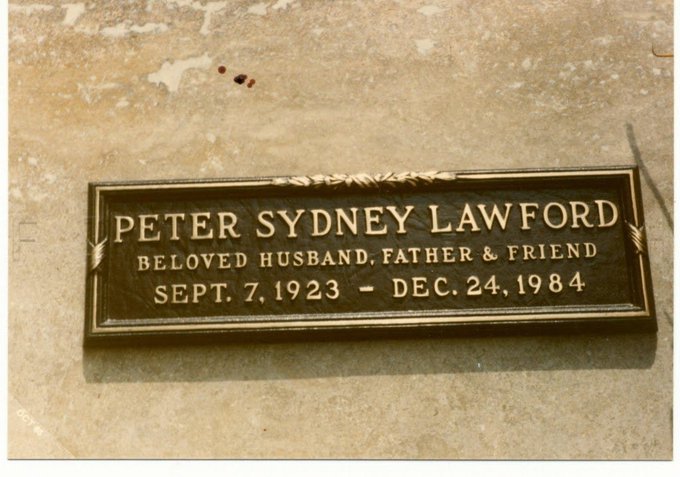 PETER SYDNEY LAWFORD
BELOVED HUSBAND, FATHER & FRIEND
SEPT. 7, 1923 – DEC. 24, 1984